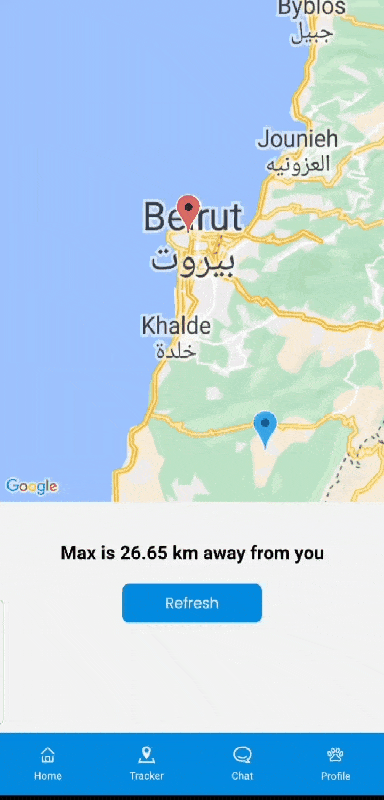 Byblos
جبيل
Jounieh
العزونيه
Beirut
بيروت
Khalde
خلدة
Google
Max is 26.65 km away from you
Refresh
Home
Tracker
Chat
Profile